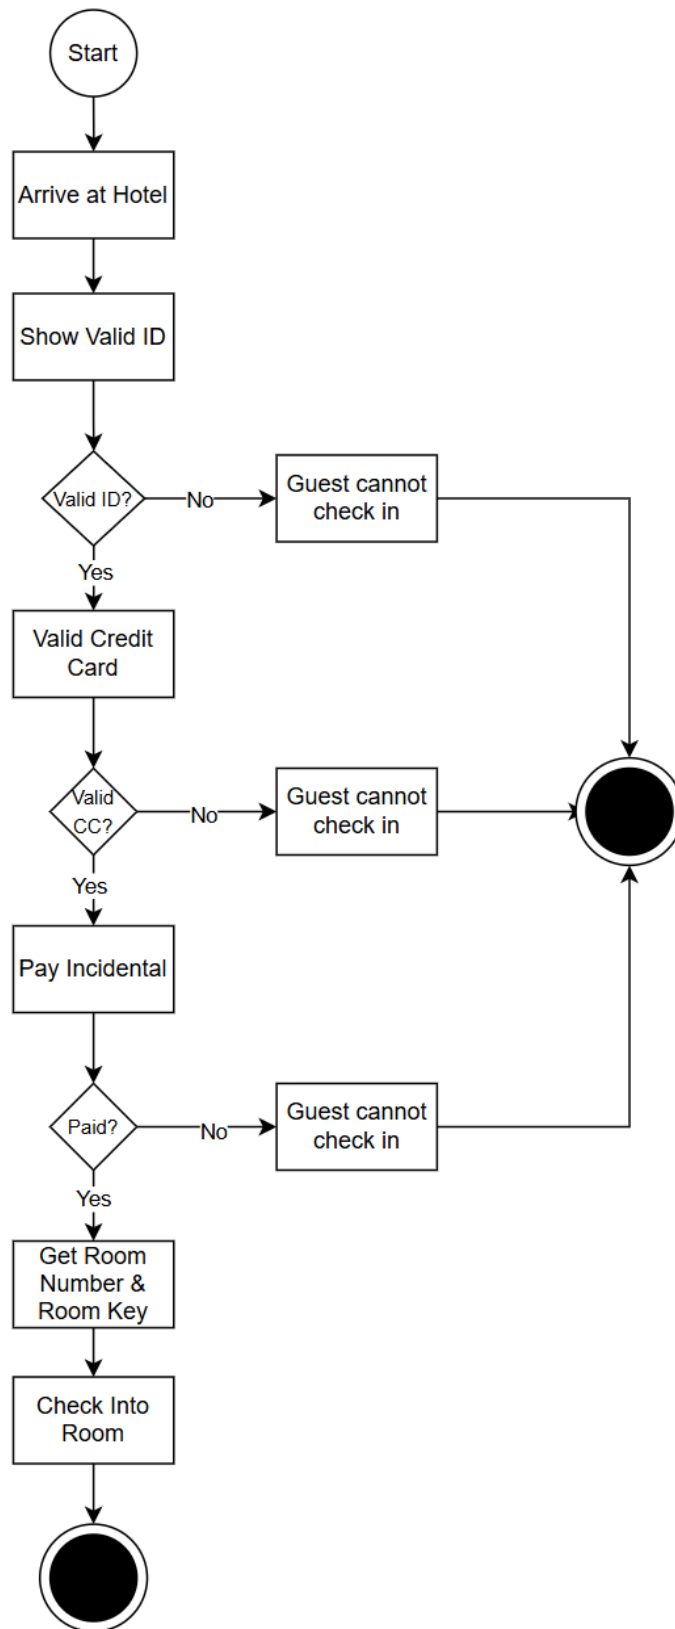 Start
Arrive at Hotel
Show Valid ID
Valid ID?
No
Guest cannot
check in
Yes
Valid Credit
Card
Valid
CC?
No
Guest cannot
check in
Yes
Pay Incidental
Paid?
No
Guest cannot
check in
Yes
Get Room
Number &
Room Key
Check Into
Room